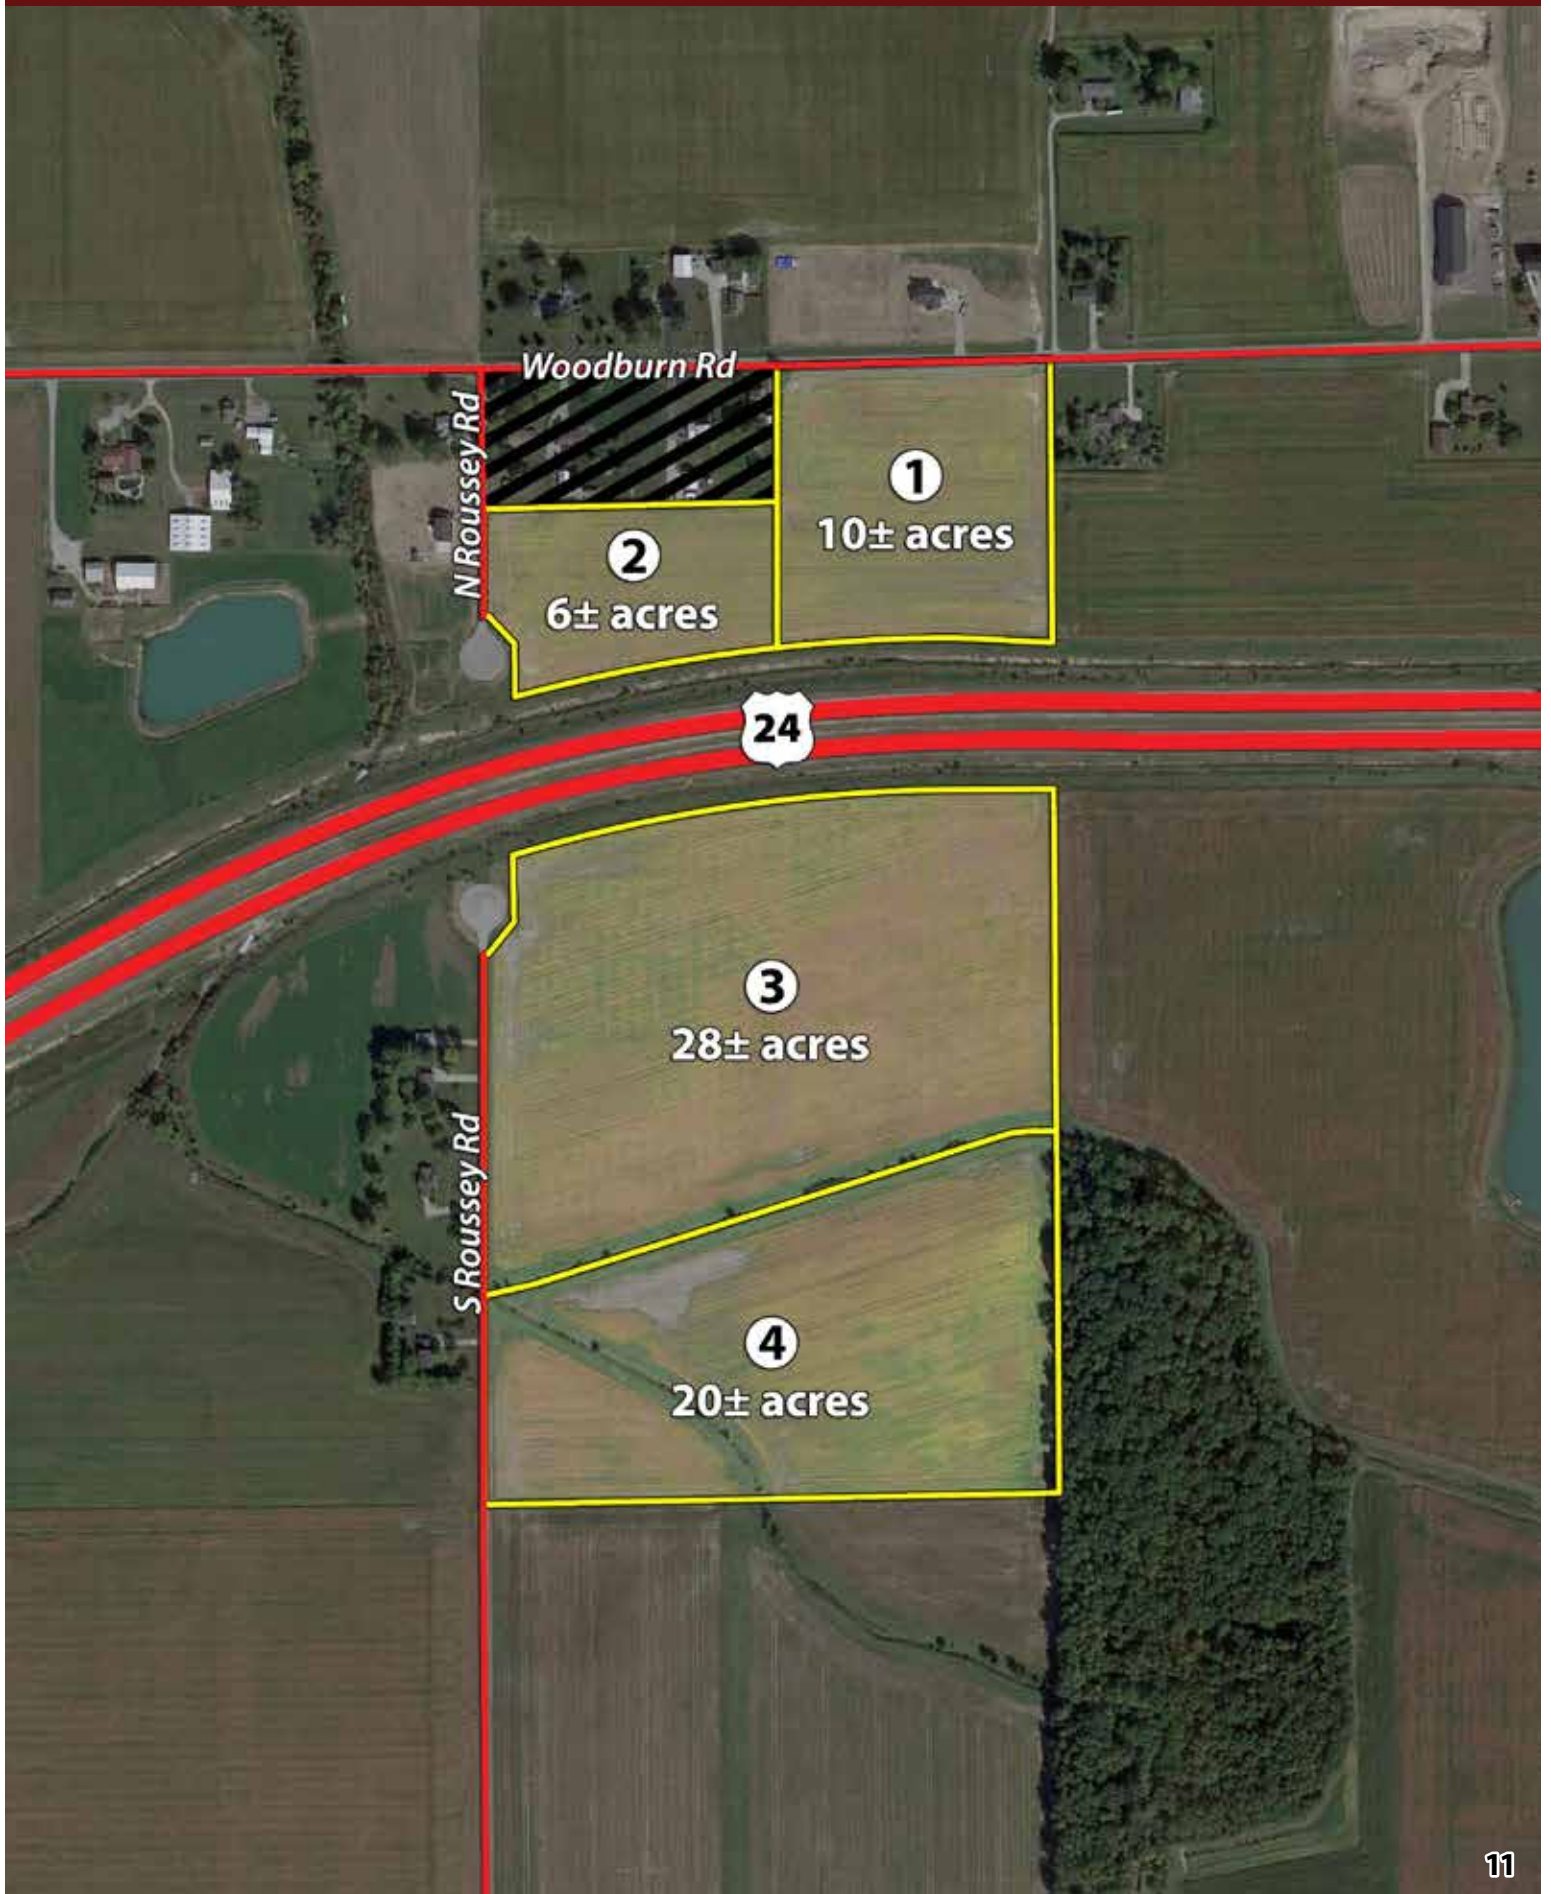 Woodburn Rd
N Roussey Rd
1
10± acres
2
6± acres
24
3
28± acres
S Roussey Rd
4
20± acres
11